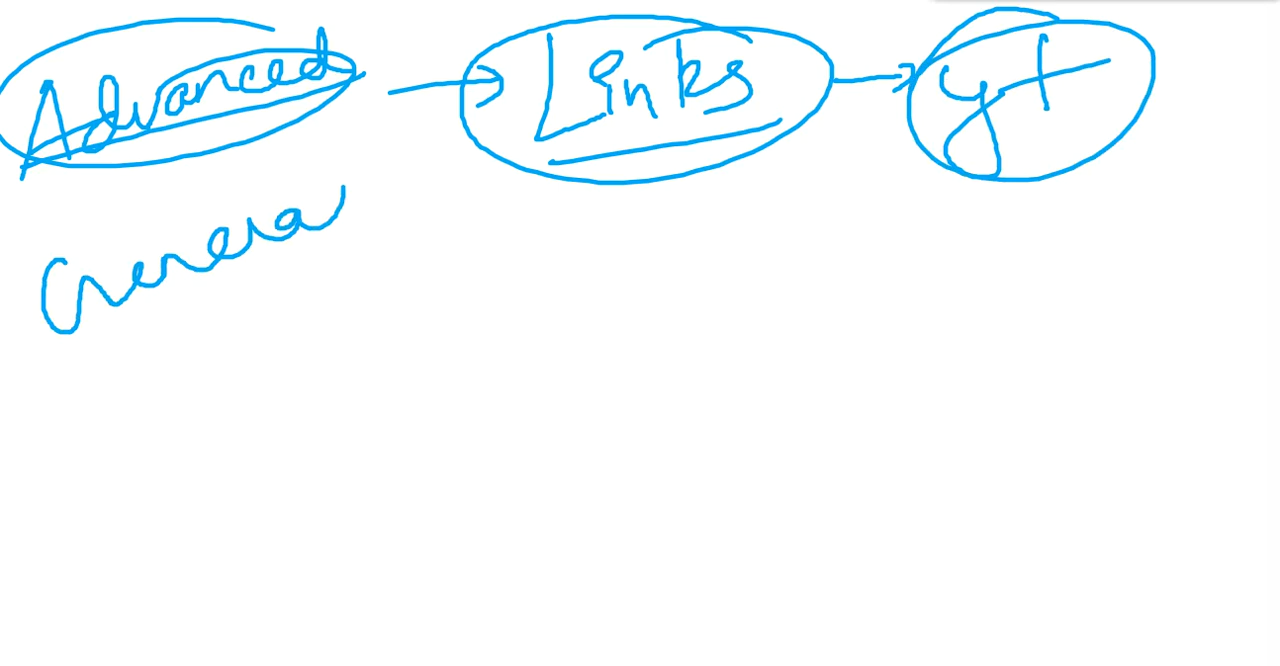 Advanced → Links → yt
Genera